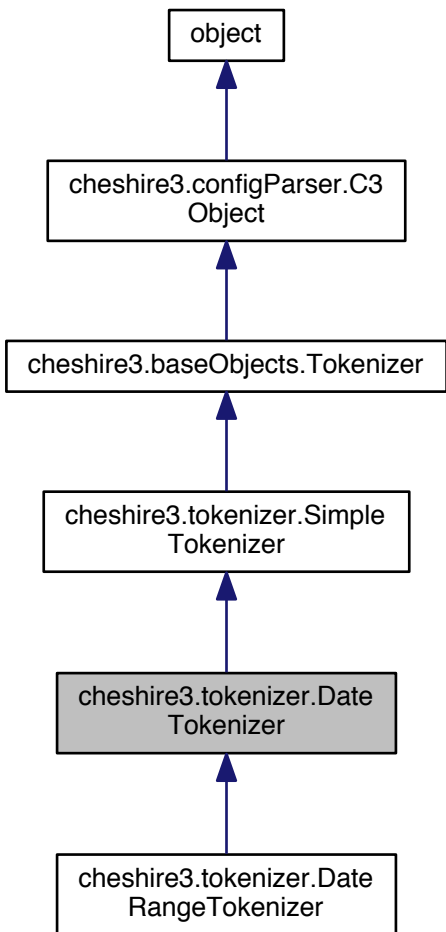 object
cheshire3.configParser.C3
Object
cheshire3.baseObjects.Tokenizer
cheshire3.tokenizer.Simple
Tokenizer
cheshire3.tokenizer.Date
Tokenizer
cheshire3.tokenizer.Date
RangeTokenizer